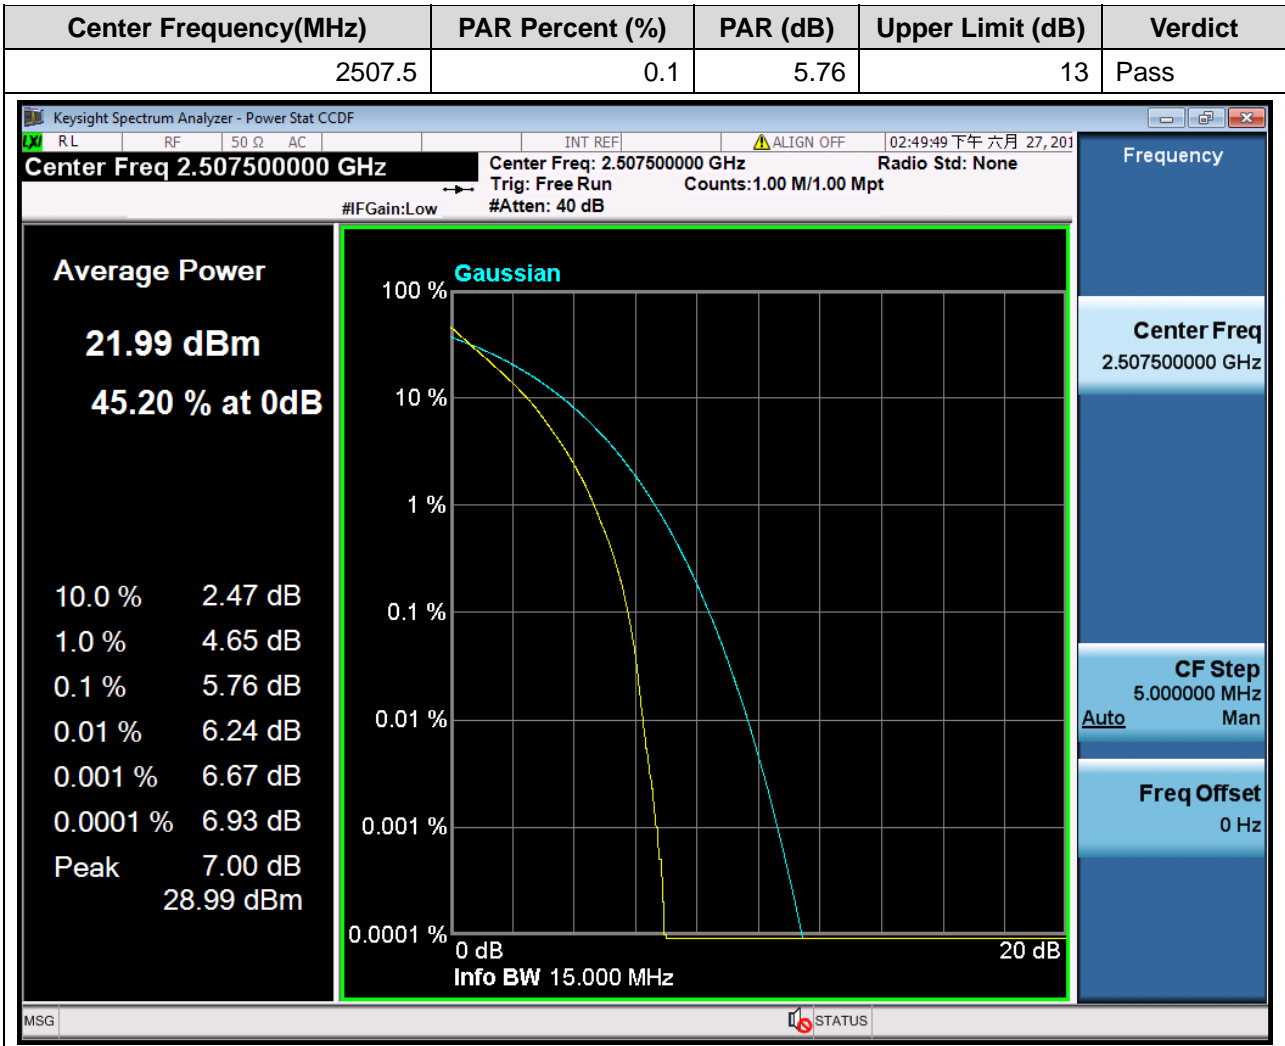 Center Frequency(MHz) PAR Percent (%) PAR (dB) Upper Limit (dB) Verdict
2507.5 0.1 5.76 13 Pass
Keysight Spectrum Analyzer - Power Stat CCDF
LXI RL RF 50 Ω AC INT REF ALIGN OFF 02:49:49 下午 六月 27, 201
Center Freq 2.507500000 GHz
Center Freq: 2.507500000 GHz Radio Std: None
Trig: Free Run Counts:1.00 M/1.00 Mpt
#IFGain:Low #Atten: 40 dB
Average Power
21.99 dBm
45.20 % at 0dB
10.0 % 2.47 dB
1.0 % 4.65 dB
0.1 % 5.76 dB
0.01 % 6.24 dB
0.001 % 6.67 dB
0.0001 % 6.93 dB
Peak 7.00 dB
28.99 dBm
Gaussian
100 %
10 %
1 %
0.1 %
0.01 %
0.001 %
0.0001 %
0 dB 20 dB
Info BW 15.000 MHz
Frequency
Center Freq
2.507500000 GHz
CF Step
5.000000 MHz
Auto Man
Freq Offset
0 Hz
MSG STATUS